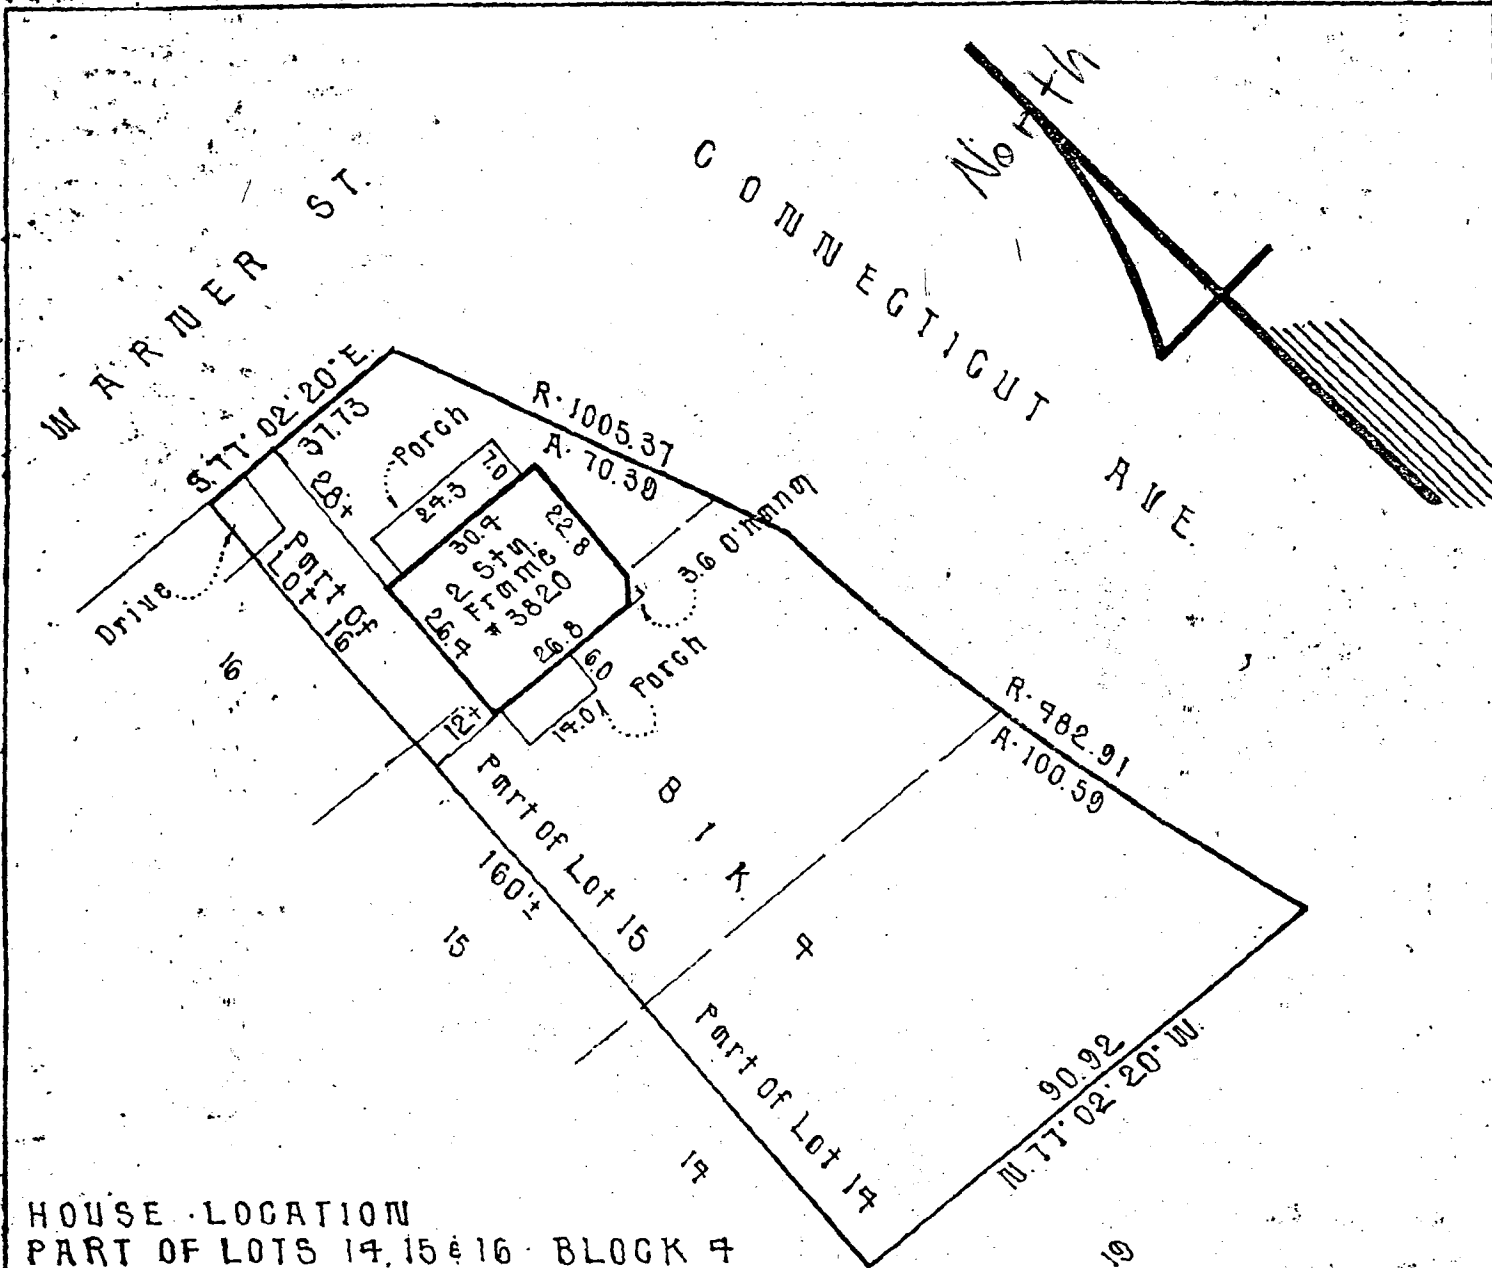 North
CONNECTICUT AVE.
WARNER ST.
S.77°02'20"E.
37.73
R·1005.37
A·70.39
Porch
24.3
7.0
28±
30.4
22.8
2 Sty.
Frame
# 3820
26.4
26.8
3.6 O'hang
Drive
Part of
Lot 16
16
6.0
Porch
14.0
12±
R·982.91
A·100.59
Blk. 4
Part of Lot 15
160'±
15
Part of Lot 14
14
90.92
N.77°02'20"W.
19
HOUSE LOCATION
PART OF LOTS 14, 15 & 16 BLOCK 4